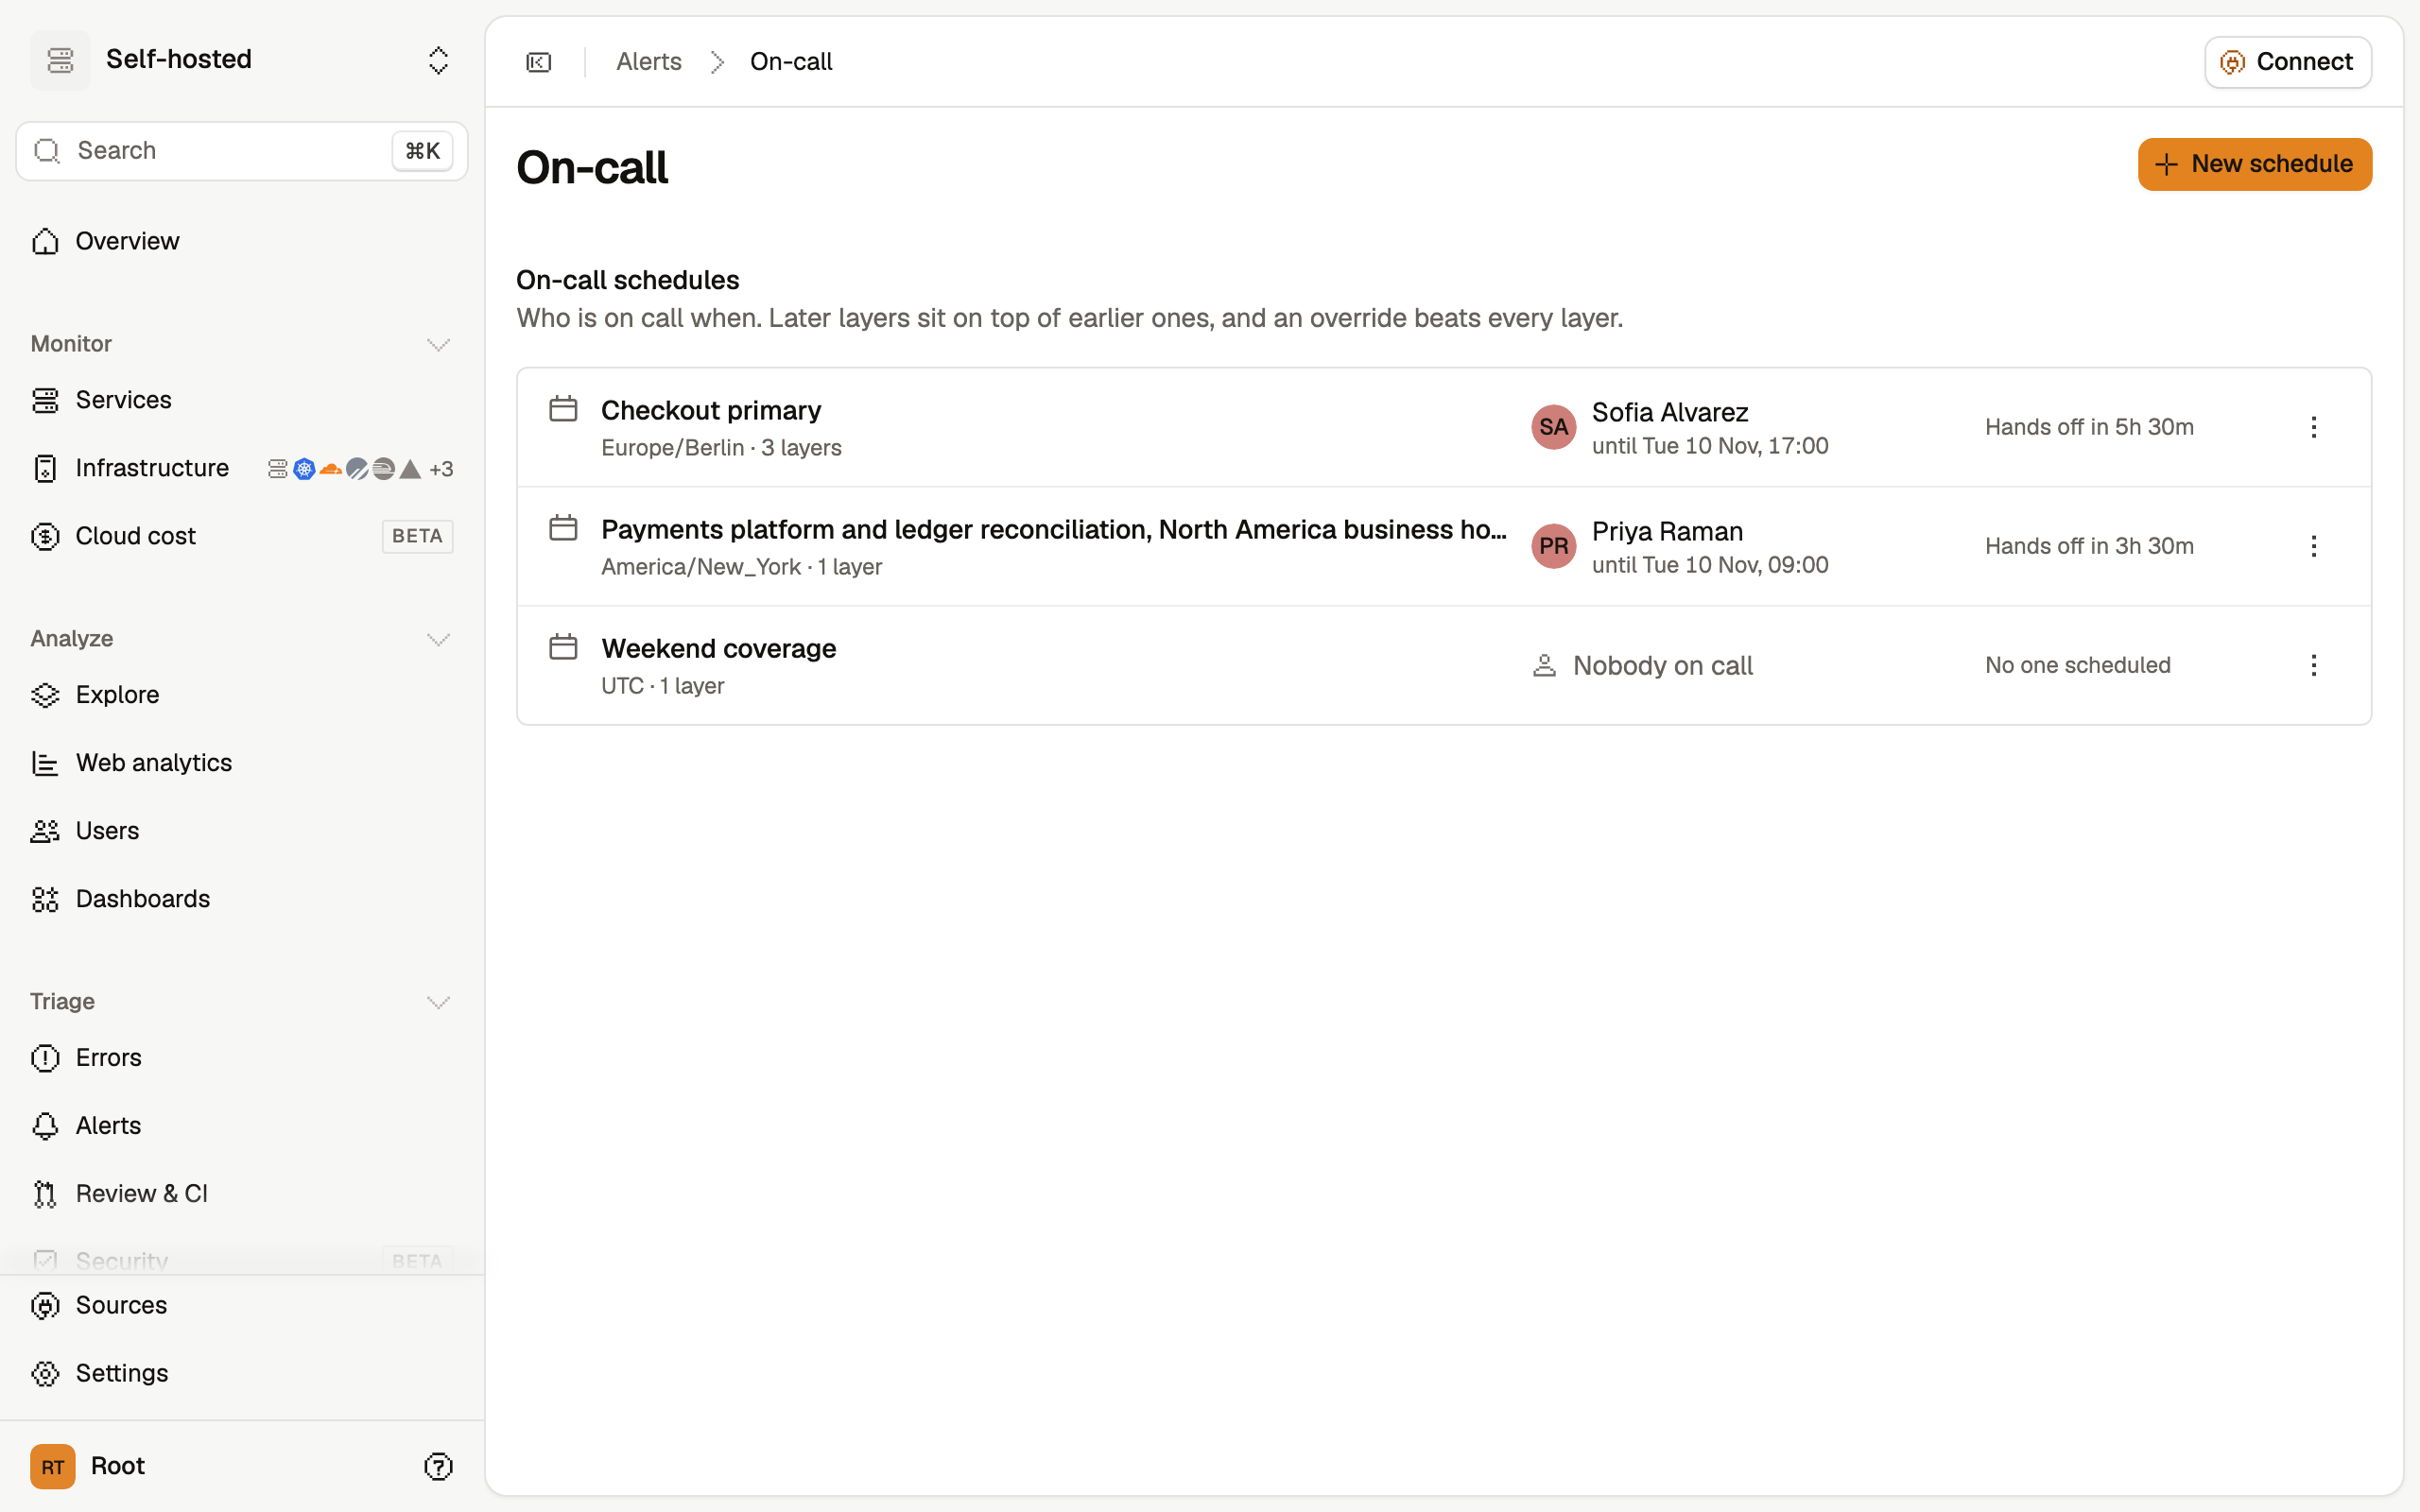 Self-hosted
Search
⌘K
Overview
Monitor
Services
Infrastructure
+3
Cloud cost
BETA
Analyze
Explore
Web analytics
Users
Dashboards
Triage
Errors
Alerts
Review & CI
Security
BETA
Sources
Settings
RT
Root
Alerts
On-call
Connect
On-call
New schedule
On-call schedules
Who is on call when. Later layers sit on top of earlier ones, and an override beats every layer.
Checkout primary
Europe/Berlin · 3 layers
SA
Sofia Alvarez
until Tue 10 Nov, 17:00
Hands off in 5h 30m
Payments platform and ledger reconciliation, North America business ho...
America/New_York · 1 layer
PR
Priya Raman
until Tue 10 Nov, 09:00
Hands off in 3h 30m
Weekend coverage
UTC · 1 layer
Nobody on call
No one scheduled